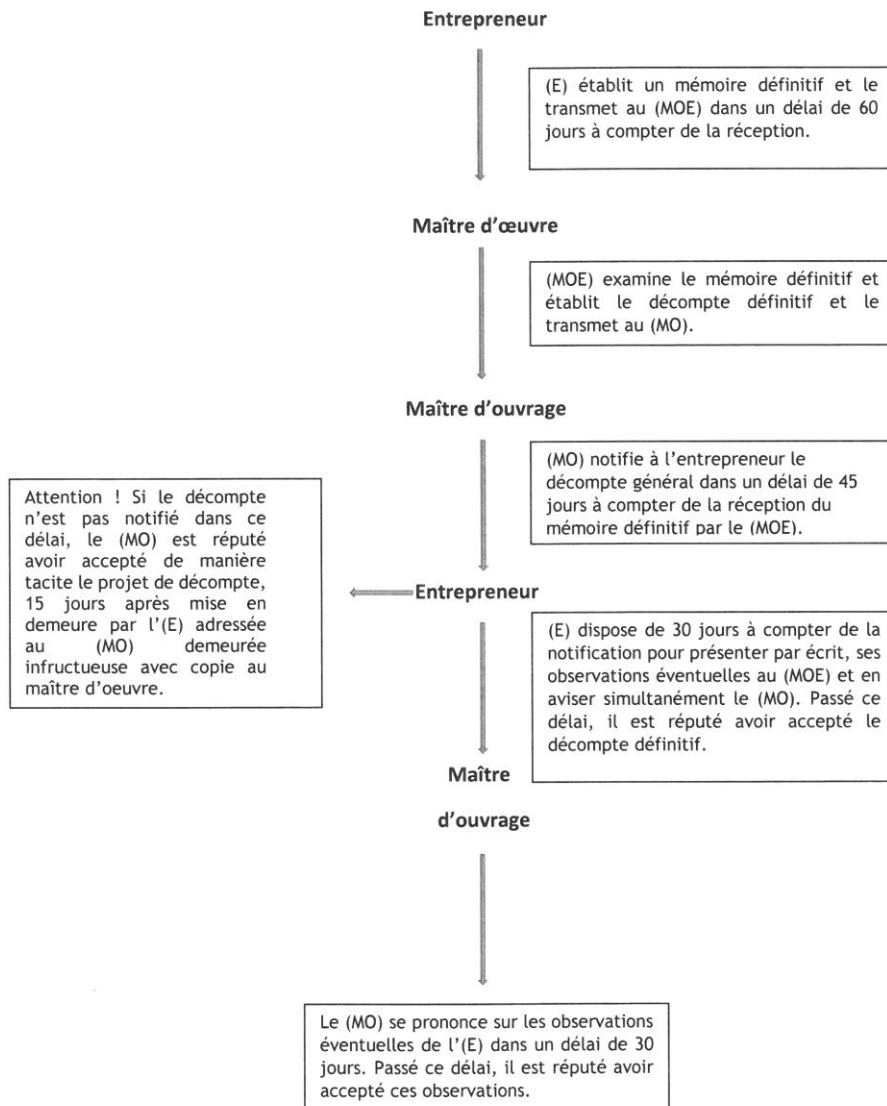 Entrepreneur
(E) établit un mémoire définitif et le
transmet au (MOE) dans un délai de 60
jours à compter de la réception.
Maître d'œuvre
(MOE) examine le mémoire définitif et
établit le décompte définitif et le
transmet au (MO).
Maître d'ouvrage
(MO) notifie à l'entrepreneur le
décompte général dans un délai de 45
jours à compter de la réception du
mémoire définitif par le (MOE).
Attention ! Si le décompte
n'est pas notifié dans ce
délai, le (MO) est réputé
avoir accepté de manière
tacite le projet de décompte,
15 jours après mise en
demeure par l'(E) adressée
au (MO) demeurée
infructueuse avec copie au
maître d'oeuvre.
Entrepreneur
(E) dispose de 30 jours à compter de la
notification pour présenter par écrit, ses
observations éventuelles au (MOE) et en
aviser simultanément le (MO). Passé ce
délai, il est réputé avoir accepté le
décompte définitif.
Maître
d'ouvrage
Le (MO) se prononce sur les observations
éventuelles de l'(E) dans un délai de 30
jours. Passé ce délai, il est réputé avoir
accepté ces observations.